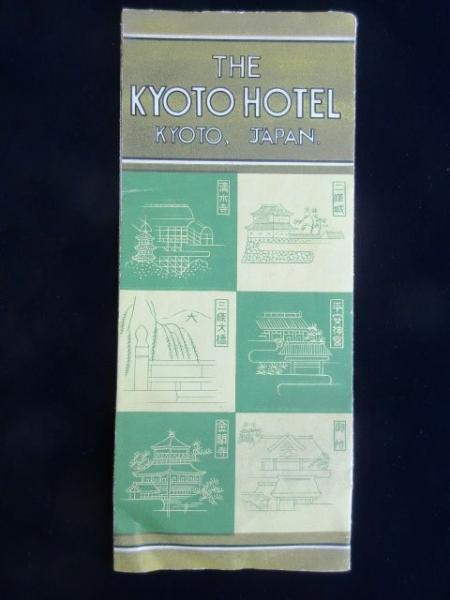 THE
KYOTO HOTEL
KYOTO, JAPAN.
清水寺
二條城
三條大橋
大
平安神宮
金閣寺
御所